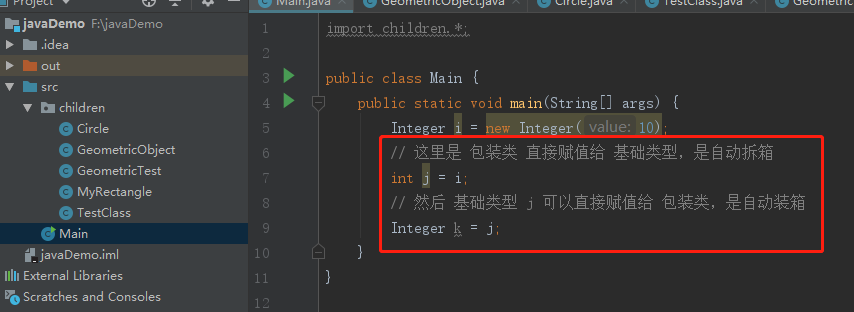 Project
Main.java
GeometricObject.java
Circle.java
TestClass.java
javaDemo F:\javaDemo
.idea
out
src
children
Circle
GeometricObject
GeometricTest
MyRectangle
TestClass
Main
javaDemo.iml
External Libraries
Scratches and Consoles
1 import children.*;
2
3 public class Main {
4 public static void main(String[] args) {
5 Integer i = new Integer( value: 10);
6 // 这里是 包装类 直接赋值给 基础类型，是自动拆箱
7 int j = i;
8 // 然后 基础类型 j 可以直接赋值给 包装类，是自动装箱
9 Integer k = j;
10 }
11 }
12